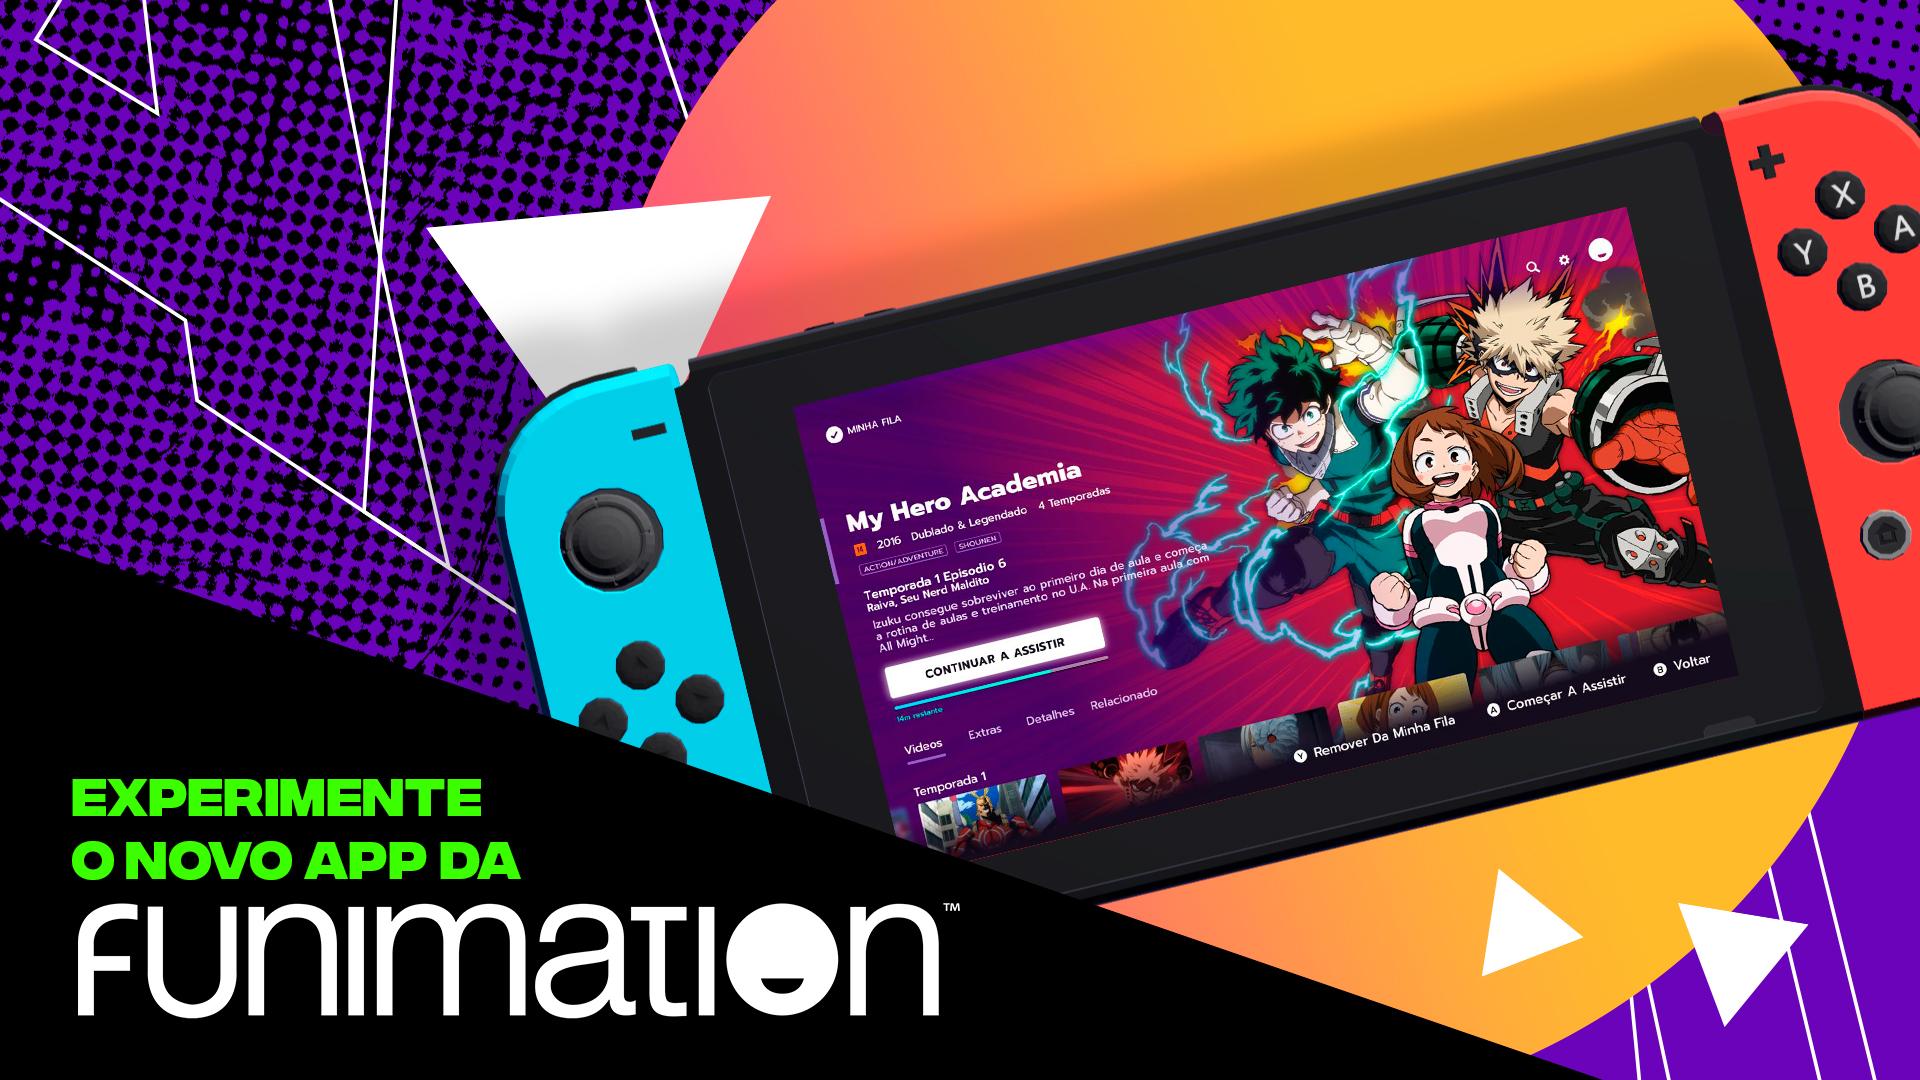 X
A
Y
B
MINHA FILA
My Hero Academia
14 2016 Dublado & Legendado 4 Temporadas
ACTION/ADVENTURE SHOUNEN
Temporada 1 Episodio 6
Raiva, Seu Nerd Maldito
Izuku consegue sobreviver ao primeiro dia de aula e começa
a rotina de aulas e treinamento no U.A. Na primeira aula com
All Might...
CONTINUAR A ASSISTIR
14m restante
Videos Extras Detalhes Relacionado
Temporada 1
Y Remover Da Minha Fila A Começar A Assistir B Voltar
EXPERIMENTE
O NOVO APP DA
FUNIMATION™